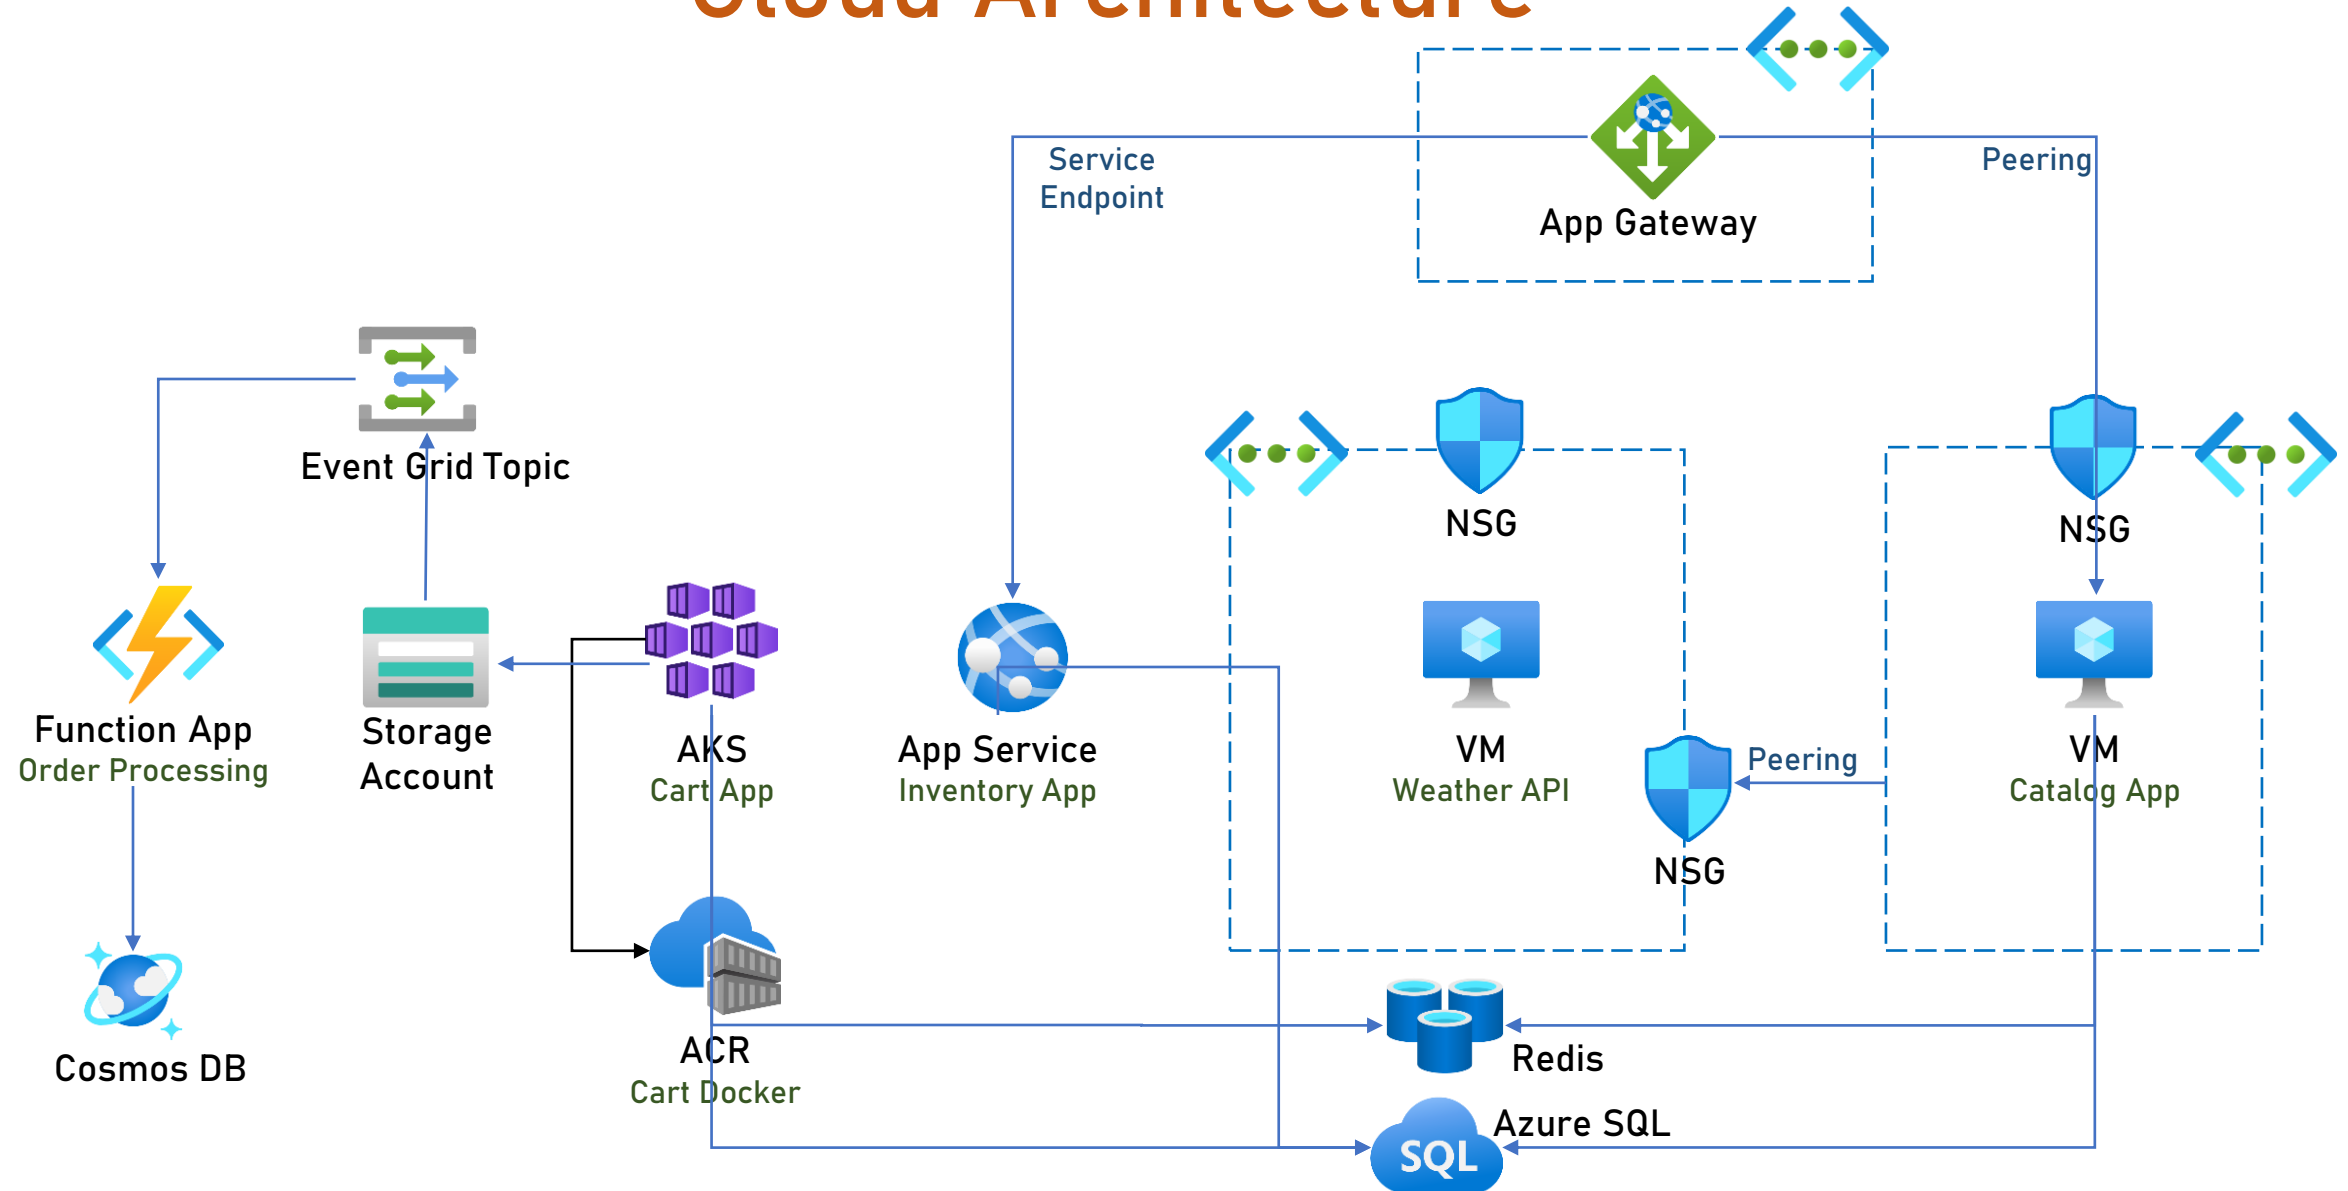 Cloud Architecture
Service
Endpoint
Peering
App Gateway
Event Grid Topic
NSG
NSG
Function App
Order Processing
Storage
Account
AKS
Cart App
App Service
Inventory App
VM
Weather API
Peering
VM
Catalog App
NSG
Cosmos DB
ACR
Cart Docker
Redis
Azure SQL
SQL